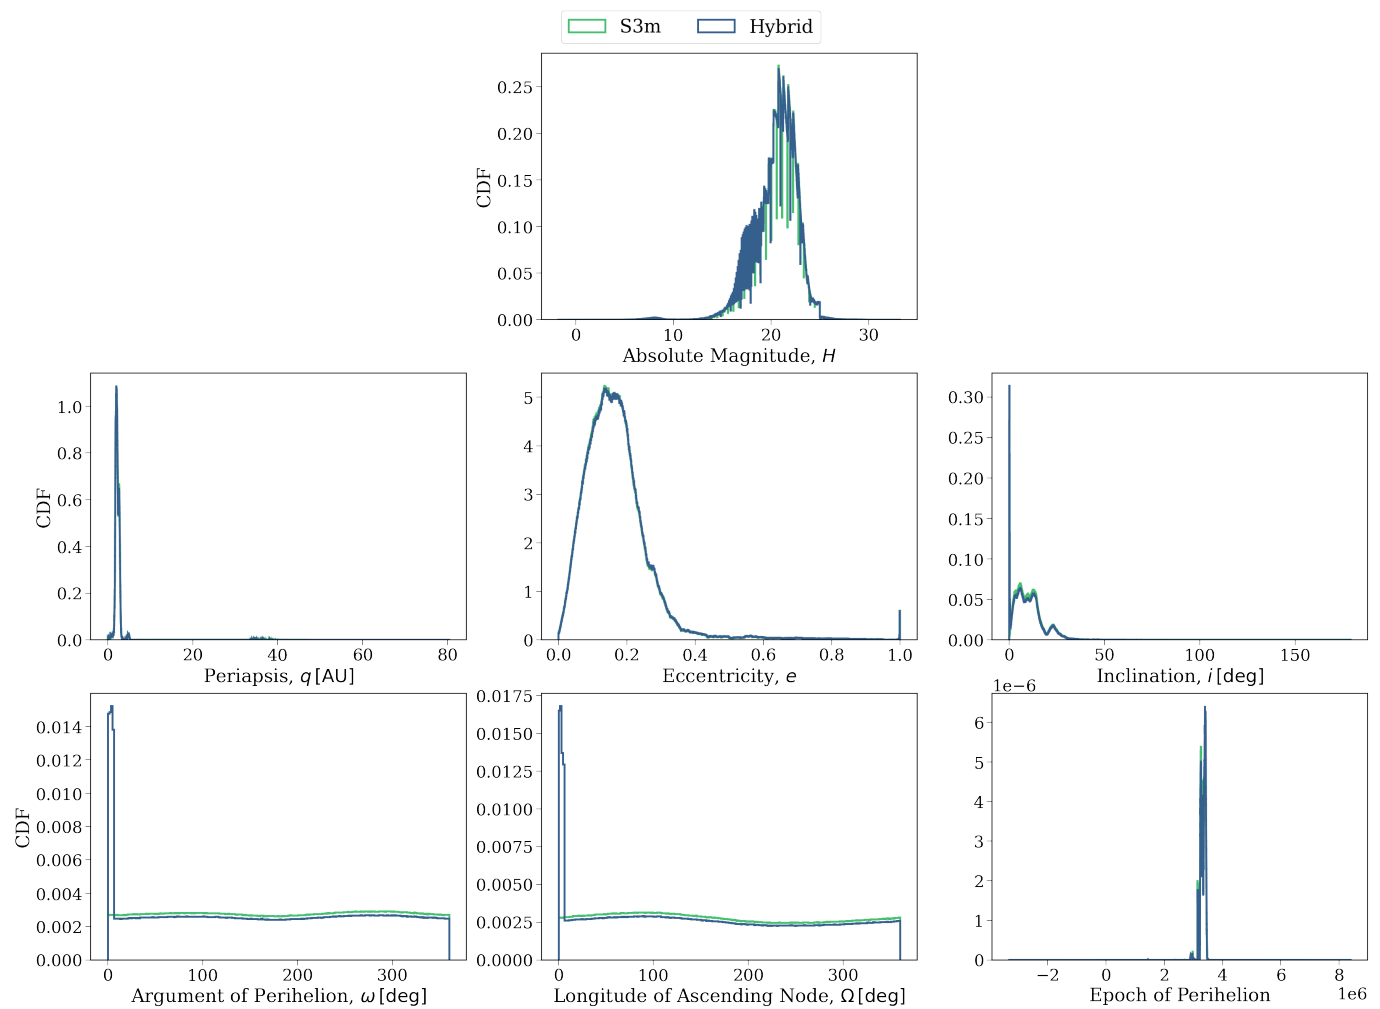 S3m Hybrid
CDF
0.25
0.20
0.15
0.10
0.05
0.00
0 10 20 30
Absolute Magnitude, H
CDF
1.0
0.8
0.6
0.4
0.2
0.0
0 20 40 60 80
Periapsis, q [AU]
5
4
3
2
1
0
0.0 0.2 0.4 0.6 0.8 1.0
Eccentricity, e
0.30
0.25
0.20
0.15
0.10
0.05
0.00
0 50 100 150
Inclination, i [deg]
CDF
0.014
0.012
0.010
0.008
0.006
0.004
0.002
0.000
0 100 200 300
Argument of Perihelion, ω [deg]
0.0175
0.0150
0.0125
0.0100
0.0075
0.0050
0.0025
0.0000
0 100 200 300
Longitude of Ascending Node, Ω [deg]
1e−6
6
5
4
3
2
1
0
−2 0 2 4 6 8
Epoch of Perihelion 1e6